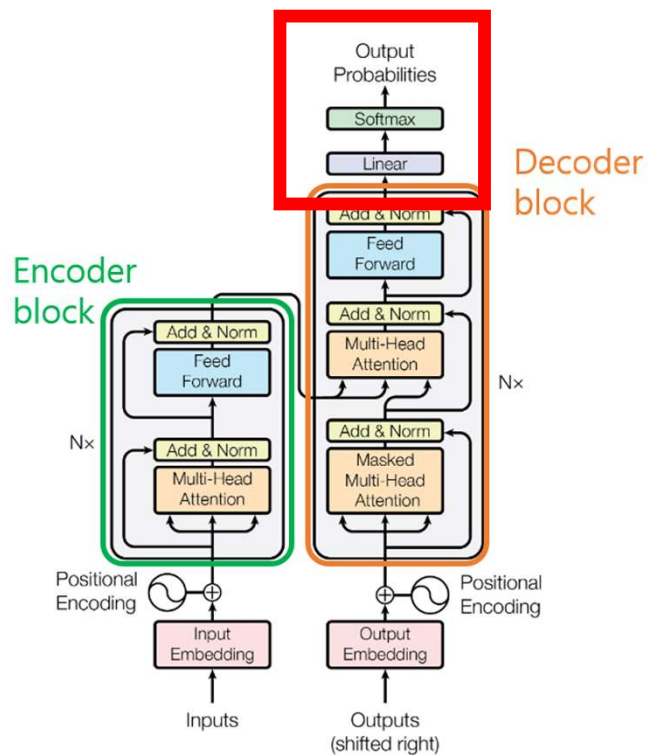 Output
Probabilities
Softmax
Linear
Decoder
block
Add & Norm
Feed
Forward
Add & Norm
Multi-Head
Attention
N×
Add & Norm
Masked
Multi-Head
Attention
Encoder
block
Add & Norm
Feed
Forward
N×
Add & Norm
Multi-Head
Attention
Positional
Encoding
Positional
Encoding
Input
Embedding
Output
Embedding
Inputs
Outputs
(shifted right)